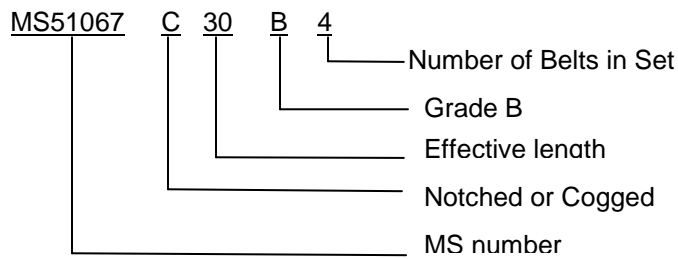 MS51067 C 30 B 4
Number of Belts in Set
Grade B
Effective length
Notched or Cogged
MS number